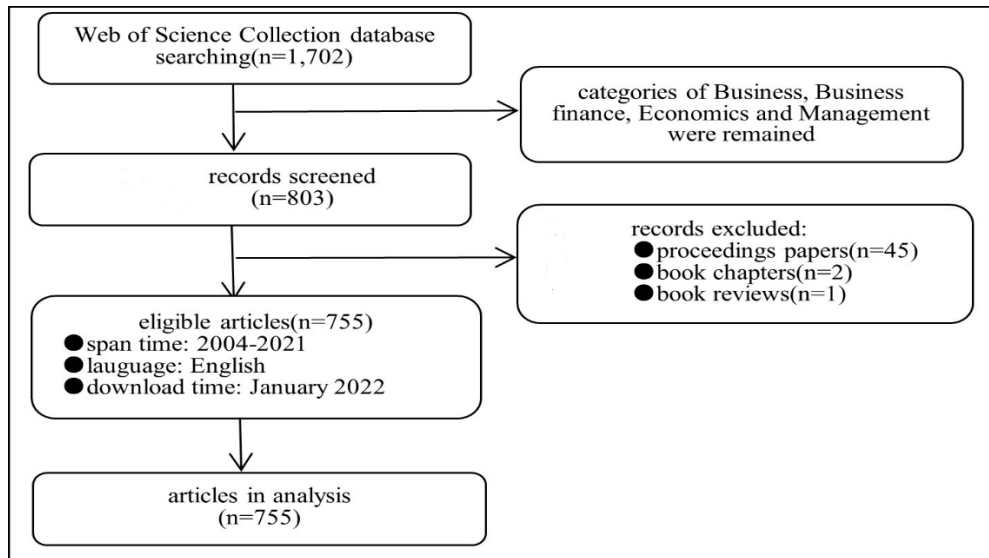 Web of Science Collection database
searching(n=1,702)
categories of Business, Business
finance, Economics and Management
were remained
records screened
(n=803)
records excluded:
●proceedings papers(n=45)
●book chapters(n=2)
●book reviews(n=1)
eligible articles(n=755)
●span time: 2004-2021
●lauguage: English
●download time: January 2022
articles in analysis
(n=755)